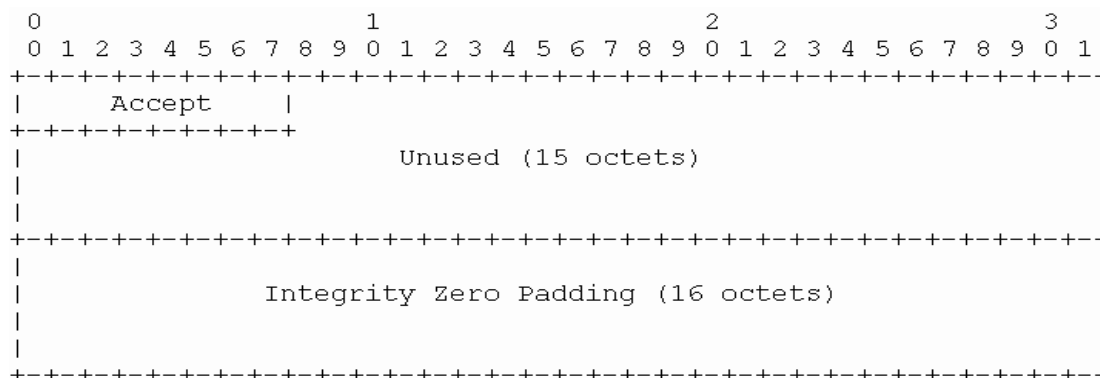 0                   1                   2                   3
 0 1 2 3 4 5 6 7 8 9 0 1 2 3 4 5 6 7 8 9 0 1 2 3 4 5 6 7 8 9 0 1
+-+-+-+-+-+-+-+-+-+-+-+-+-+-+-+-+-+-+-+-+-+-+-+-+-+-+-+-+-+-+-+--
|     Accept    |
+-+-+-+-+-+-+-+-+
|                      Unused (15 octets)
|
|
+-+-+-+-+-+-+-+-+-+-+-+-+-+-+-+-+-+-+-+-+-+-+-+-+-+-+-+-+-+-+-+--
|
|              Integrity Zero Padding (16 octets)
|
|
+-+-+-+-+-+-+-+-+-+-+-+-+-+-+-+-+-+-+-+-+-+-+-+-+-+-+-+-+-+-+-+--